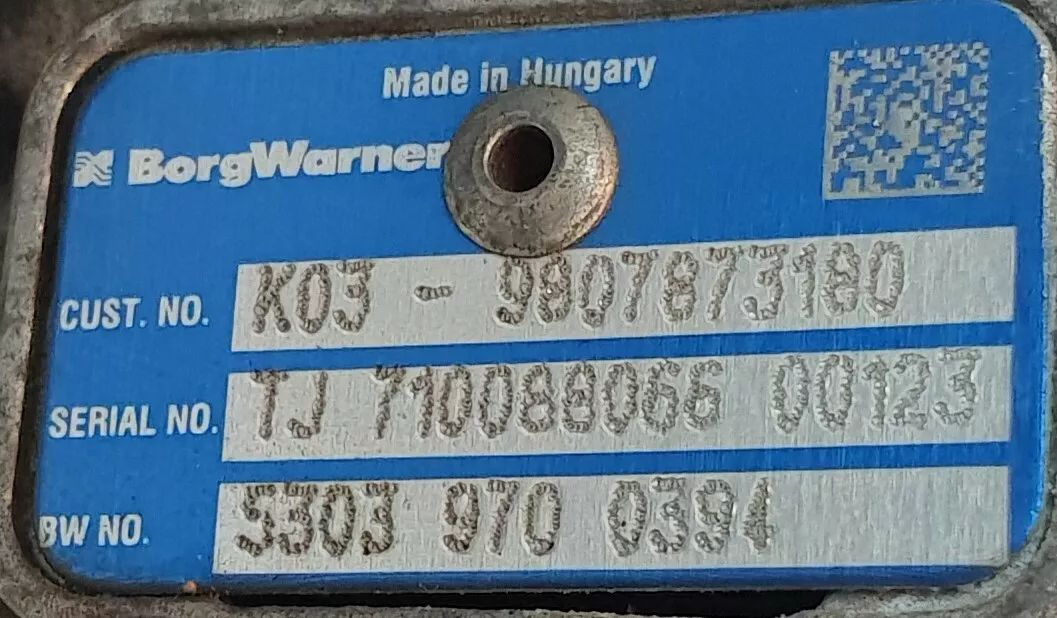 Made in Hungary
BorgWarner
CUST. NO. K03 - 9807873180
SERIAL NO. TJ 710088066 00123
BW NO. 5303 970 0394